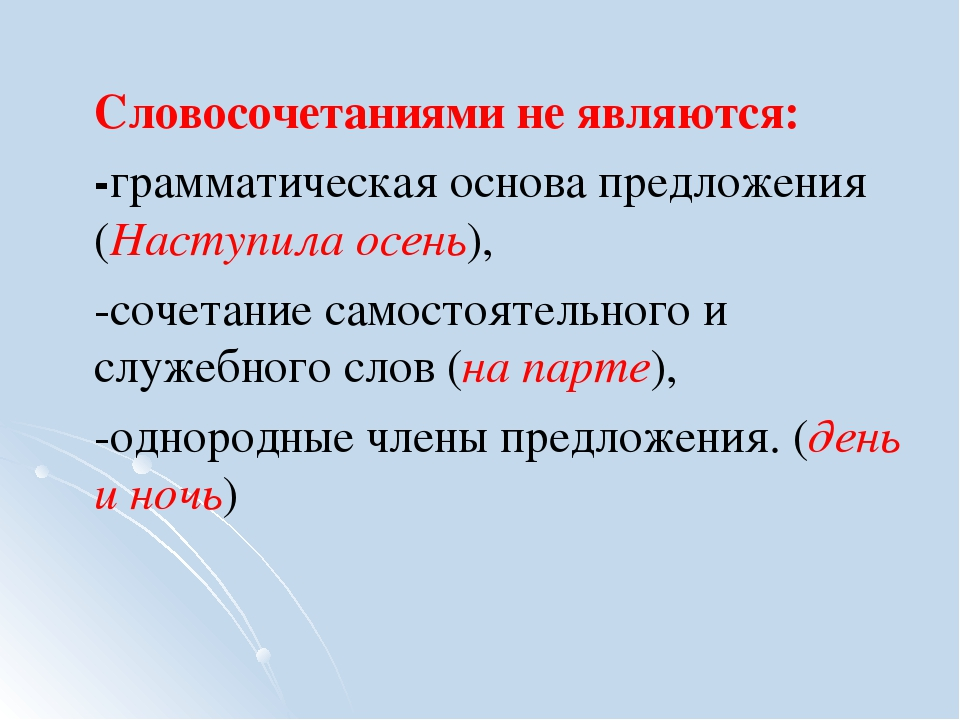 Словосочетаниями не являются:
-грамматическая основа предложения
(Наступила осень),
-сочетание самостоятельного и
служебного слов (на парте),
-однородные члены предложения. (день
и ночь)